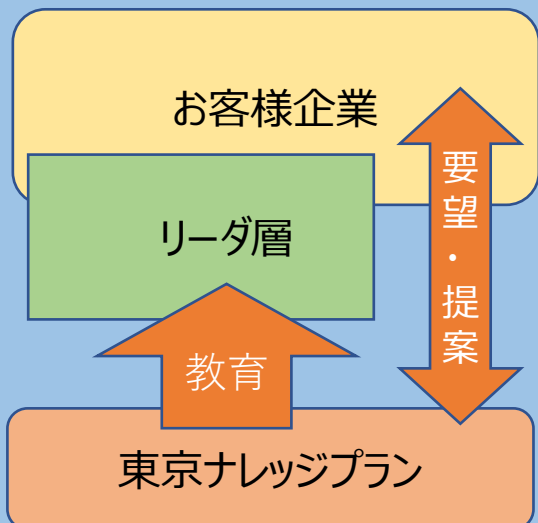 お客様企業
リーダ層
要望・提案
教育
東京ナレッジプラン